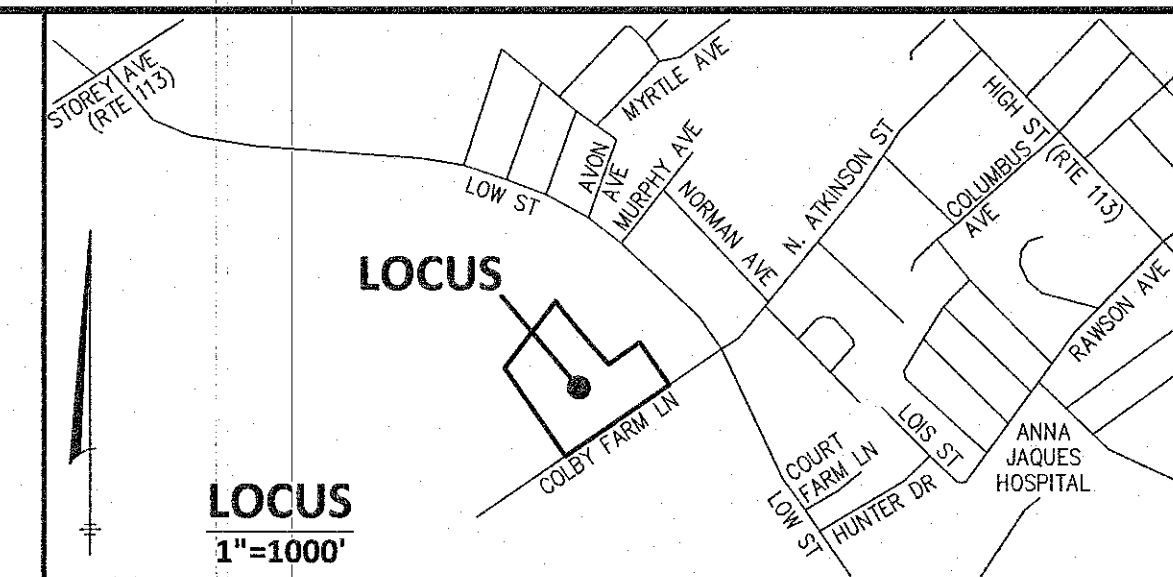 STOREY AVE
(RTE 113)
MYRTLE AVE
AVON
AVE
MURPHY AVE
LOW ST
NORMAN AVE
N. ATKINSON ST
HIGH ST
(RTE 113)
COLUMBUS
AVE
RAWSON AVE
LOCUS
COLBY FARM LN
LOIS ST
COURT
FARM LN
HUNTER DR
LOW ST
ANNA
JAQUES
HOSPITAL
LOCUS
1"=1000'